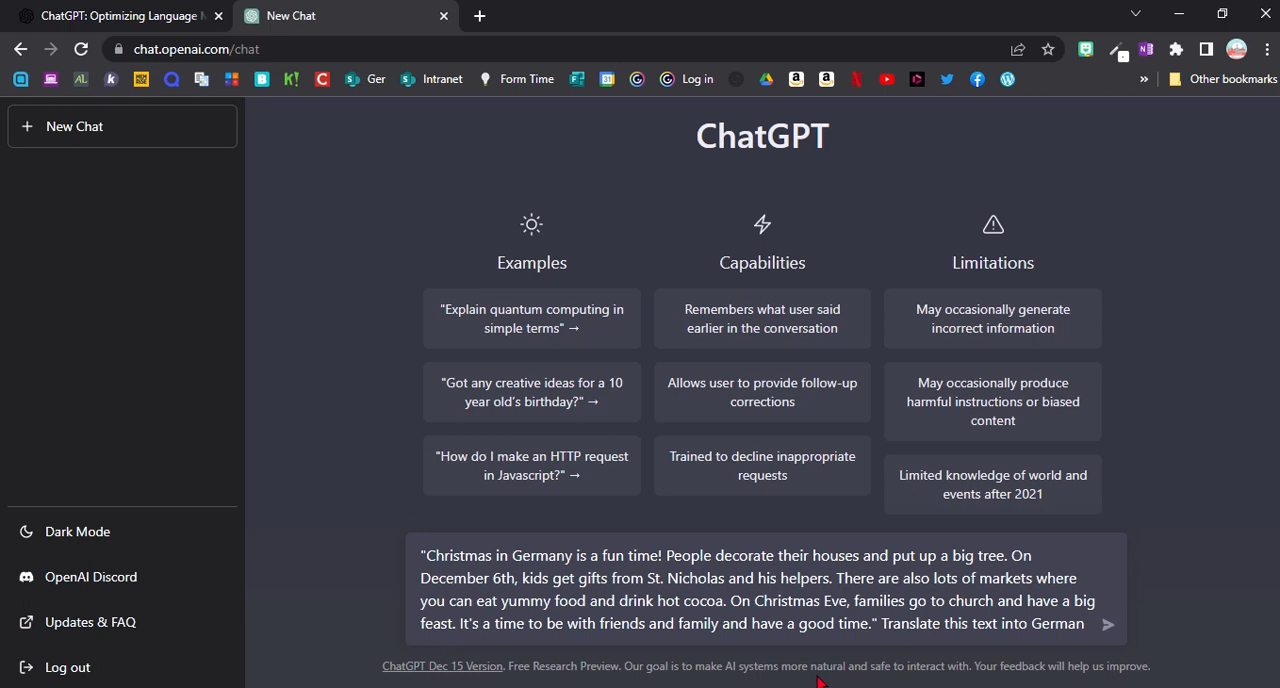 ChatGPT: Optimizing Language
New Chat
chat.openai.com/chat
AL
k
NEW
B
K!
C
Ger
Intranet
Form Time
31
Log in
a
a
Other bookmarks
New Chat
ChatGPT
Examples
Capabilities
Limitations
"Explain quantum computing in
simple terms" →
Remembers what user said
earlier in the conversation
May occasionally generate
incorrect information
"Got any creative ideas for a 10
year old's birthday?" →
Allows user to provide follow-up
corrections
May occasionally produce
harmful instructions or biased
content
"How do I make an HTTP request
in Javascript?" →
Trained to decline inappropriate
requests
Limited knowledge of world and
events after 2021
Dark Mode
OpenAI Discord
Updates & FAQ
Log out
"Christmas in Germany is a fun time! People decorate their houses and put up a big tree. On
December 6th, kids get gifts from St. Nicholas and his helpers. There are also lots of markets where
you can eat yummy food and drink hot cocoa. On Christmas Eve, families go to church and have a big
feast. It's a time to be with friends and family and have a good time." Translate this text into German
ChatGPT Dec 15 Version. Free Research Preview. Our goal is to make AI systems more natural and safe to interact with. Your feedback will help us improve.